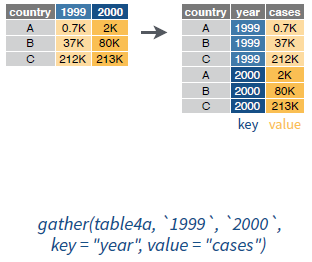 country 1999 2000
A 0.7K 2K
B 37K 80K
C 212K 213K
country year cases
A 1999 0.7K
B 1999 37K
C 1999 212K
A 2000 2K
B 2000 80K
C 2000 213K
key value
gather(table4a, `1999`, `2000`,
key = "year", value = "cases")